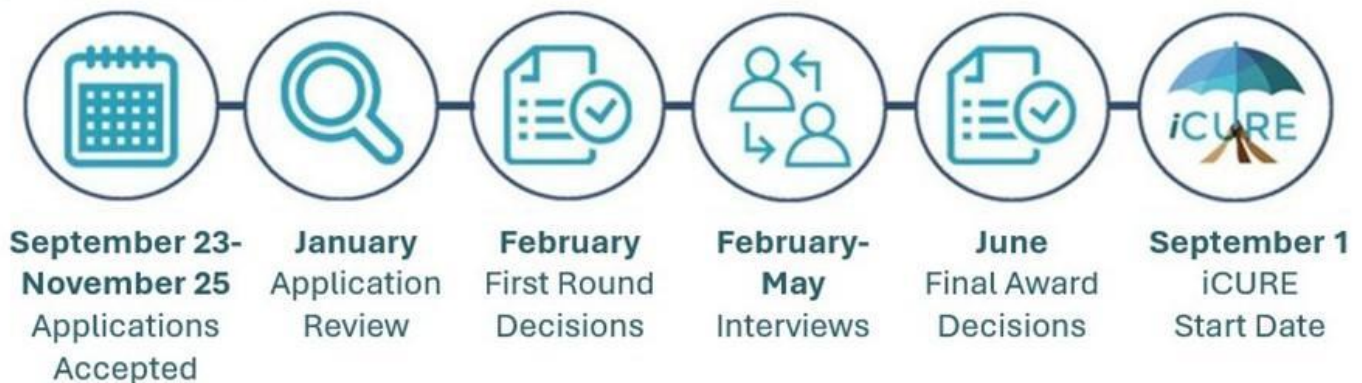 iCURE
September 23-
November 25
Applications
Accepted
January
Application
Review
February
First Round
Decisions
February-
May
Interviews
June
Final Award
Decisions
September 1
iCURE
Start Date